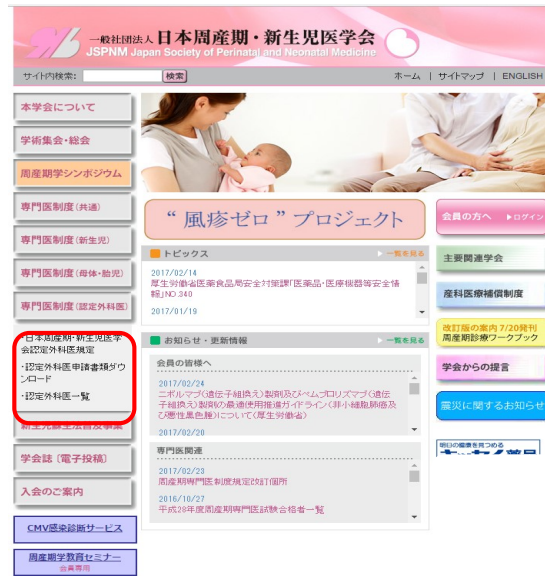 一般社団法人 日本周産期・新生児医学会
JSPNM Japan Society of Perinatal and Neonatal Medicine
サイト内検索: 検索 ホーム | サイトマップ | ENGLISH
本学会について
学術集会・総会
周産期学シンポジウム
専門医制度(共通)
専門医制度(新生児)
専門医制度(母体・胎児)
専門医制度(認定外科医)
・日本周産期・新生児医学
会認定外科医規定
・認定外科医申請書類ダウ
ンロード
・認定外科医一覧
新生児蘇生法普及事業
学会誌〔電子投稿〕
入会のご案内
CMV感染診断サービス
周産期学教育セミナー
会員専用
“風疹ゼロ”プロジェクト
トピックス 一覧を見る
2017/02/14
厚生労働省医薬食品局安全対策課「医薬品・医療機器等安全情
報」NO.340
2017/01/19
お知らせ・更新情報 一覧を見る
会員の皆様へ
2017/02/24
ニボルマブ(遺伝子組換え)製剤及びペムブロリズマブ(遺伝
子組換え)製剤の最適使用推進ガイドライン(非小細胞肺癌及
び悪性黒色腫)について(厚生労働省)
2017/02/20
専門医関連
2017/02/23
周産期専門医制度規定改訂個所
2016/10/27
平成28年度周産期専門医試験合格者一覧
会員の方へ ログイン
主要関連学会
産科医療補償制度
改訂版の案内 7/20発刊
周産期診療ワークブック
学会からの提言
震災に関するお知らせ
明日の健康を見つめる